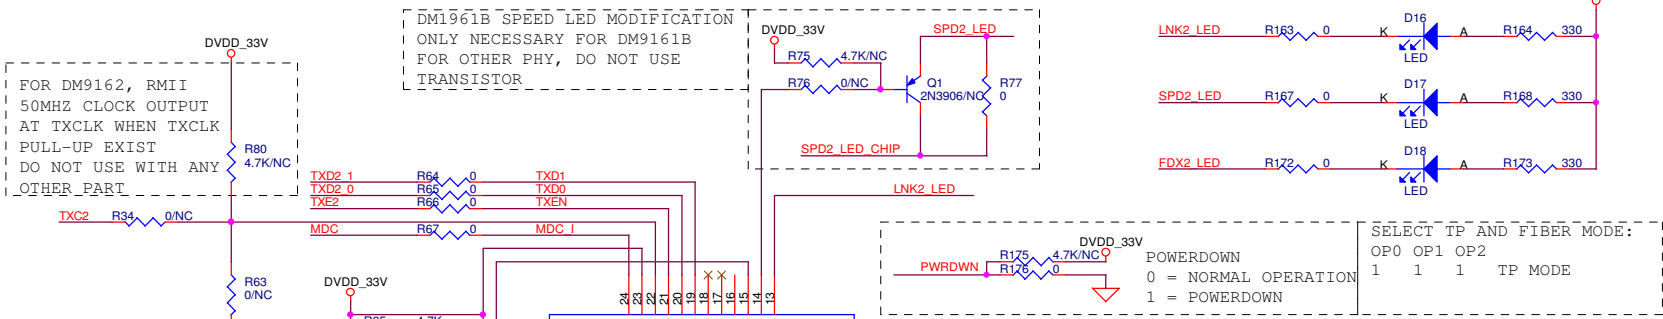 DM1961B SPEED LED MODIFICATION
ONLY NECESSARY FOR DM9161B
FOR OTHER PHY, DO NOT USE
TRANSISTOR
DVDD_33V
FOR DM9162, RMII
50MHZ CLOCK OUTPUT
AT TXCLK WHEN TXCLK
PULL-UP EXIST
DO NOT USE WITH ANY
OTHER PART
R80
4.7K/NC
TXC2 R34 0/NC
R63
0/NC
TXD2_1 R64 0 TXD1
TXD2_0 R65 0 TXD0
TXE2 R66 0 TXEN
MDC R67 0 MDC_I
DVDD_33V
24 23 22 21 20 19 18 17 16 15 14 13
DVDD_33V
SPD2_LED
R75 4.7K/NC
R76 0/NC
Q1
2N3906/NC
R77
0
SPD2_LED_CHIP
LNK2_LED
LNK2_LED R163 0 K D16 A R164 330
LED
SPD2_LED R167 0 K D17 A R168 330
LED
FDX2_LED R172 0 K D18 A R173 330
LED
DVDD_33V
R175 4.7K/NC
PWRDWN R176 0
POWERDOWN
0 = NORMAL OPERATION
1 = POWERDOWN
SELECT TP AND FIBER MODE:
OP0 OP1 OP2
1 1 1 TP MODE